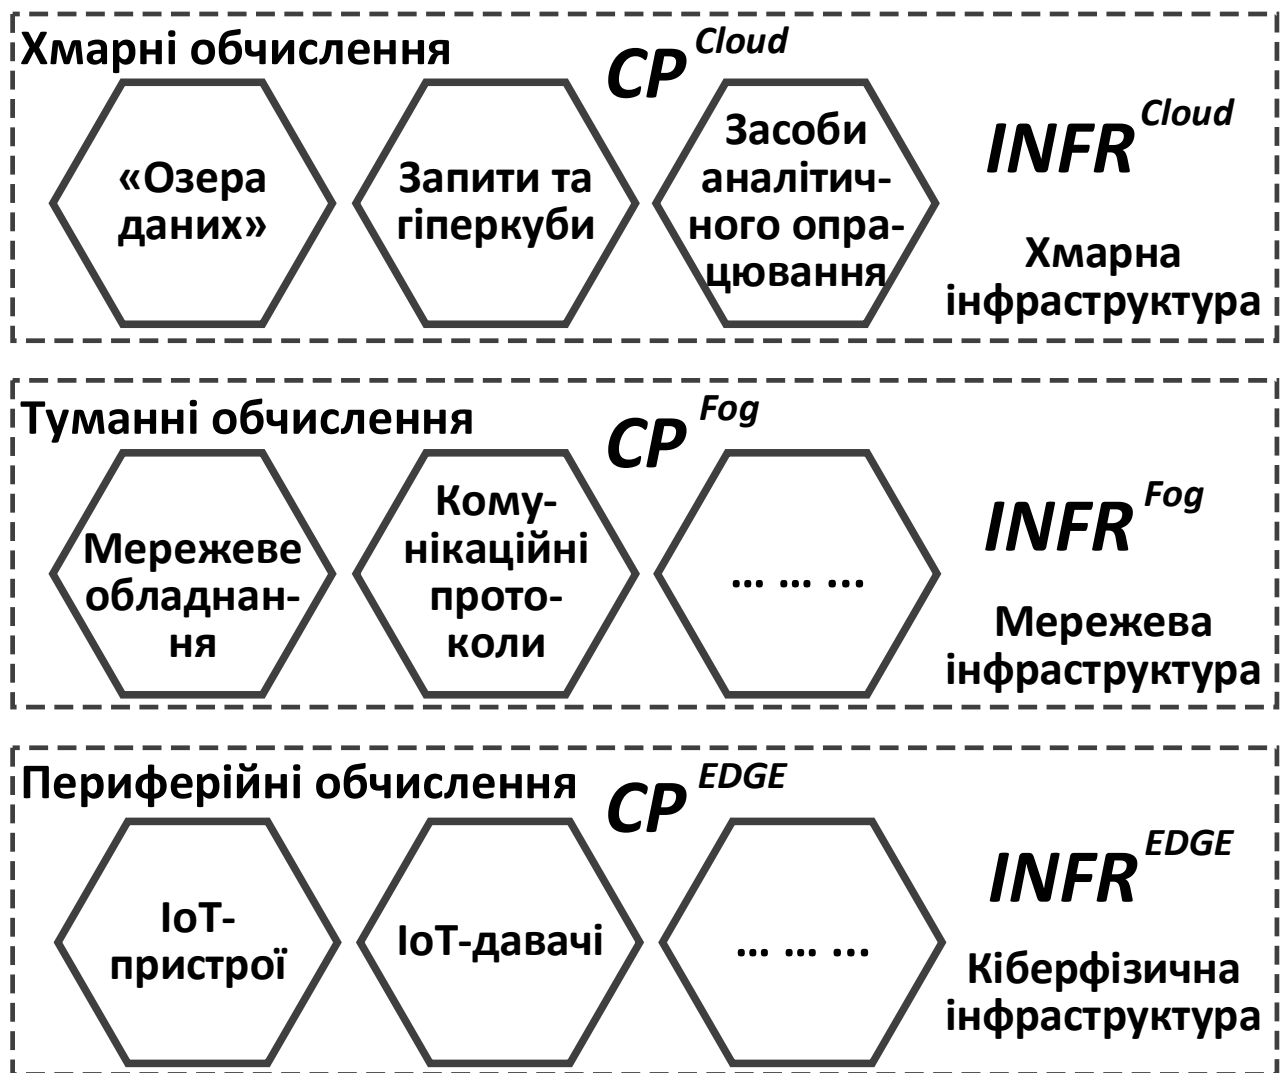 Хмарні обчислення
CP Cloud
«Озера
даних»
Запити та
гіперкуби
Засоби
аналітич-
ного опра-
цювання
INFR Cloud
Хмарна
інфраструктура
Туманні обчислення
CP Fog
Мережеве
обладнан-
ня
Кому-
нікаційні
прото-
коли
... ... ...
INFR Fog
Мережева
інфраструктура
Периферійні обчислення
CP EDGE
IoT-
пристрої
IoT-давачі
... ... ...
INFR EDGE
Кіберфізична
інфраструктура